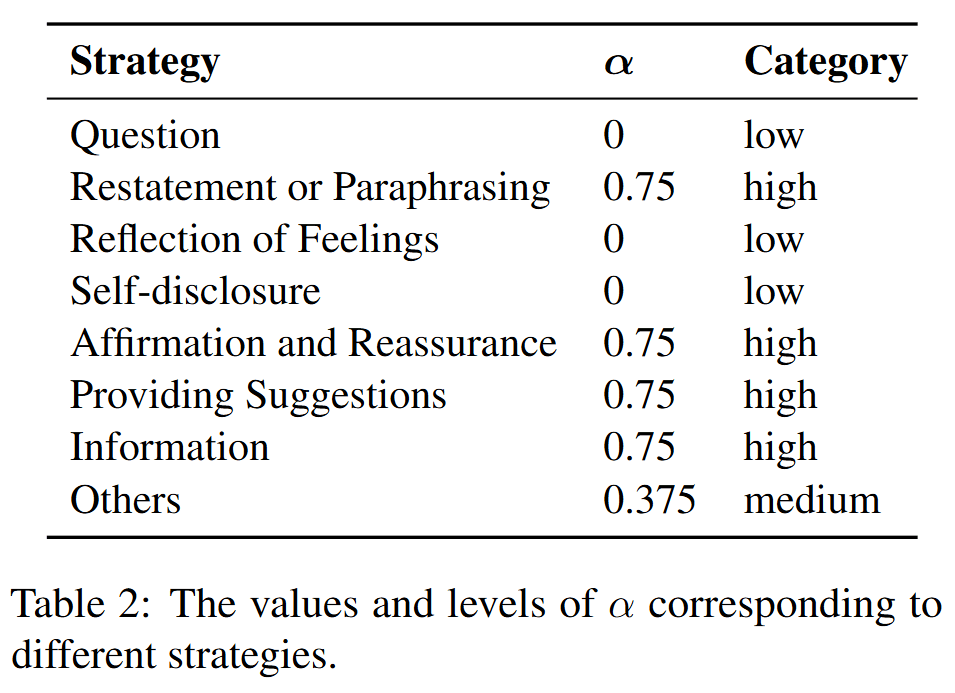 Strategy α Category
Question 0 low
Restatement or Paraphrasing 0.75 high
Reflection of Feelings 0 low
Self-disclosure 0 low
Affirmation and Reassurance 0.75 high
Providing Suggestions 0.75 high
Information 0.75 high
Others 0.375 medium
Table 2: The values and levels of α corresponding to
different strategies.